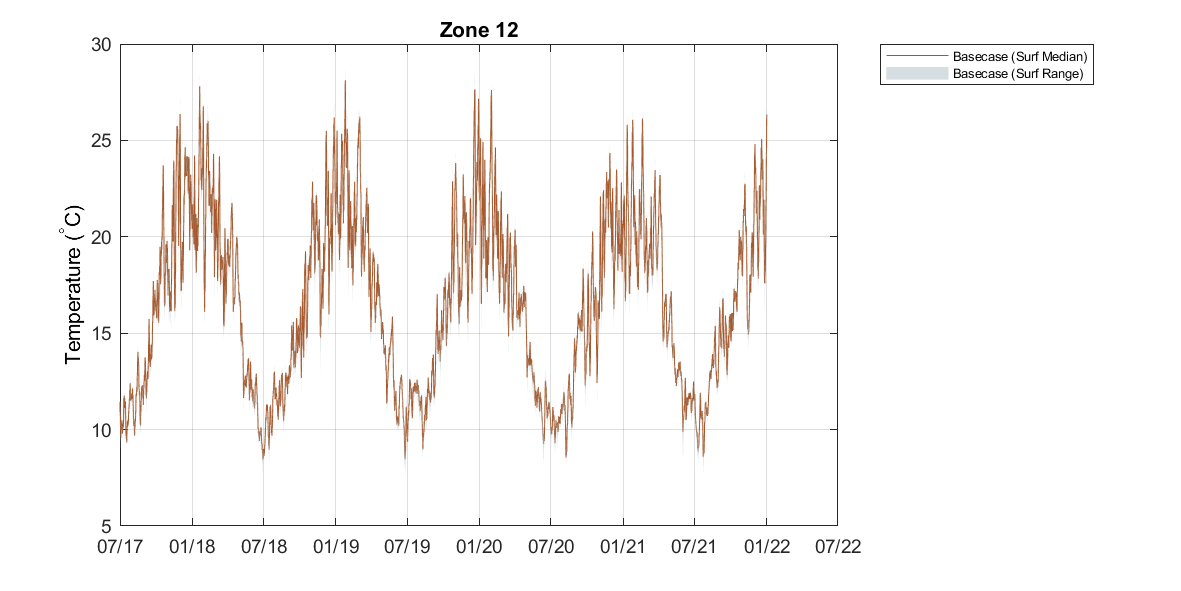 Zone 12
30
25
20
15
10
5
Temperature (°C)
07/17 01/18 07/18 01/19 07/19 01/20 07/20 01/21 07/21 01/22 07/22
Basecase (Surf Median)
Basecase (Surf Range)